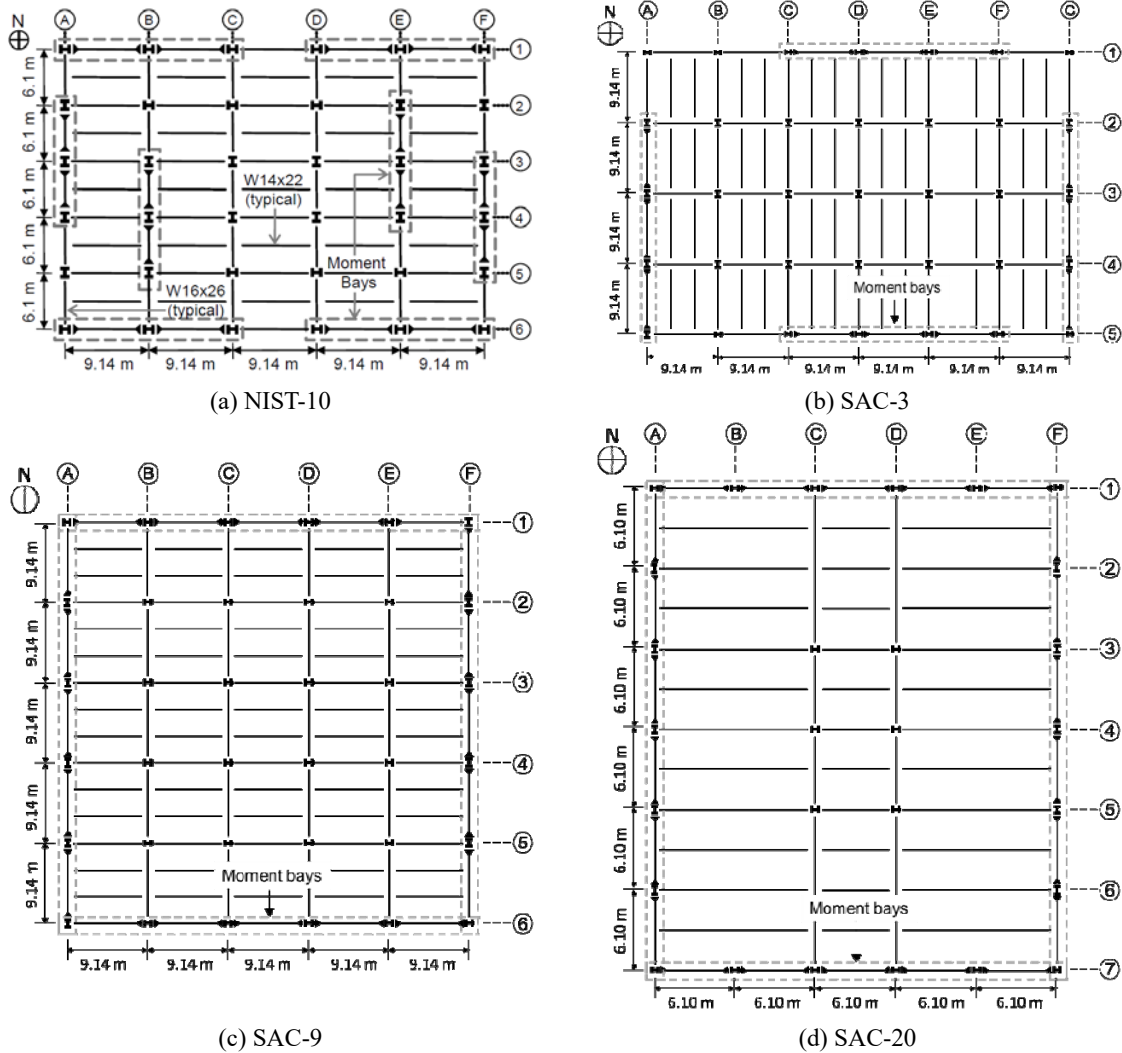 N
A B C D E F
1
2
3
4
5
6
6.1 m
6.1 m
6.1 m
6.1 m
6.1 m
W14x22
(typical)
Moment
Bays
W16x26
(typical)
9.14 m 9.14 m 9.14 m 9.14 m 9.14 m
(a) NIST-10
N
A B C D E F G
1
2
3
4
5
9.14 m
9.14 m
9.14 m
9.14 m
Moment bays
9.14 m 9.14 m 9.14 m 9.14 m 9.14 m 9.14 m
(b) SAC-3
N
A B C D E F
1
2
3
4
5
6
9.14 m
9.14 m
9.14 m
9.14 m
9.14 m
Moment bays
9.14 m 9.14 m 9.14 m 9.14 m 9.14 m
(c) SAC-9
N
A B C D E F
1
2
3
4
5
6
7
6.10 m
6.10 m
6.10 m
6.10 m
6.10 m
6.10 m
Moment bays
6.10 m 6.10 m 6.10 m 6.10 m 6.10 m
(d) SAC-20